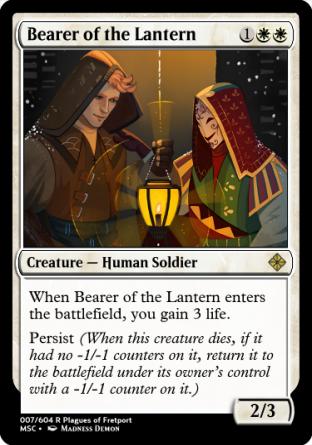 Bearer of the Lantern 1
Creature — Human Soldier
When Bearer of the Lantern enters
the battlefield, you gain 3 life.
Persist (When this creature dies, if it
had no -1/-1 counters on it, return it to
the battlefield under its owner's control
with a -1/-1 counter on it.)
2/3
007/604 R Plagues of Fretport
MSC • Madness Demon